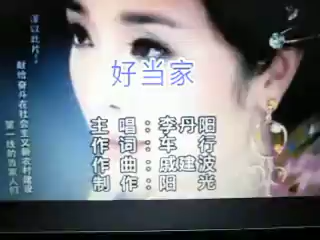 谨以此片
献给奋斗在社会主义新农村建设
第一线的当家人们
好当家
主 唱：李丹阳
作 词：车 行
作 曲：戚建波
制 作：阳 光